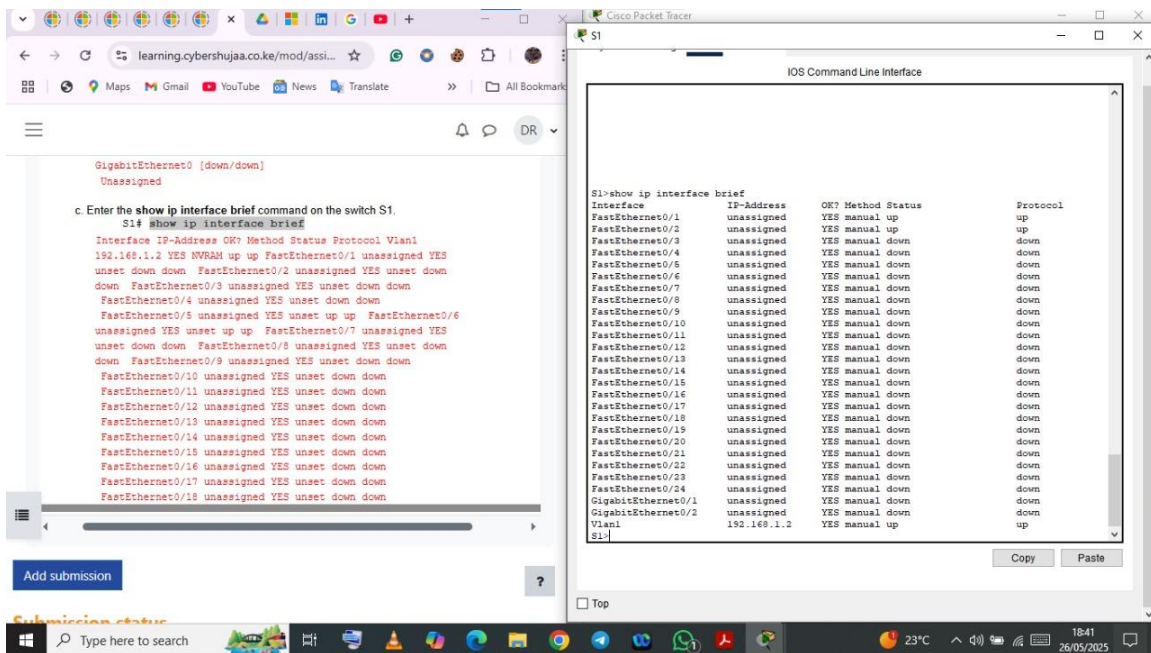 learning.cybershujaa.co.ke/mod/assi...
Maps
Gmail
YouTube
News
Translate
»
All Bookmark
DR
GigabitEthernet0 [down/down]
Unassigned
c. Enter the show ip interface brief command on the switch S1.
S1# show ip interface brief
Interface IP-Address OK? Method Status Protocol Vlan1
192.168.1.2 YES NVRAM up up FastEthernet0/1 unassigned YES
unset down down FastEthernet0/2 unassigned YES unset down
down FastEthernet0/3 unassigned YES unset down down
FastEthernet0/4 unassigned YES unset down down
FastEthernet0/5 unassigned YES unset up up FastEthernet0/6
unassigned YES unset up up FastEthernet0/7 unassigned YES
unset down down FastEthernet0/8 unassigned YES unset down
down FastEthernet0/9 unassigned YES unset down down
FastEthernet0/10 unassigned YES unset down down
FastEthernet0/11 unassigned YES unset down down
FastEthernet0/12 unassigned YES unset down down
FastEthernet0/13 unassigned YES unset down down
FastEthernet0/14 unassigned YES unset down down
FastEthernet0/15 unassigned YES unset down down
FastEthernet0/16 unassigned YES unset down down
FastEthernet0/17 unassigned YES unset down down
FastEthernet0/18 unassigned YES unset down down
Add submission
?
Submission status
Cisco Packet Tracer
S1
IOS Command Line Interface
S1>show ip interface brief
Interface IP-Address OK? Method Status Protocol
FastEthernet0/1 unassigned YES manual up up
FastEthernet0/2 unassigned YES manual up up
FastEthernet0/3 unassigned YES manual down down
FastEthernet0/4 unassigned YES manual down down
FastEthernet0/5 unassigned YES manual down down
FastEthernet0/6 unassigned YES manual down down
FastEthernet0/7 unassigned YES manual down down
FastEthernet0/8 unassigned YES manual down down
FastEthernet0/9 unassigned YES manual down down
FastEthernet0/10 unassigned YES manual down down
FastEthernet0/11 unassigned YES manual down down
FastEthernet0/12 unassigned YES manual down down
FastEthernet0/13 unassigned YES manual down down
FastEthernet0/14 unassigned YES manual down down
FastEthernet0/15 unassigned YES manual down down
FastEthernet0/16 unassigned YES manual down down
FastEthernet0/17 unassigned YES manual down down
FastEthernet0/18 unassigned YES manual down down
FastEthernet0/19 unassigned YES manual down down
FastEthernet0/20 unassigned YES manual down down
FastEthernet0/21 unassigned YES manual down down
FastEthernet0/22 unassigned YES manual down down
FastEthernet0/23 unassigned YES manual down down
FastEthernet0/24 unassigned YES manual down down
GigabitEthernet0/1 unassigned YES manual down down
GigabitEthernet0/2 unassigned YES manual down down
Vlan1 192.168.1.2 YES manual up up
S1>
Copy
Paste
Top
Type here to search
23°C
18:41
26/05/2025